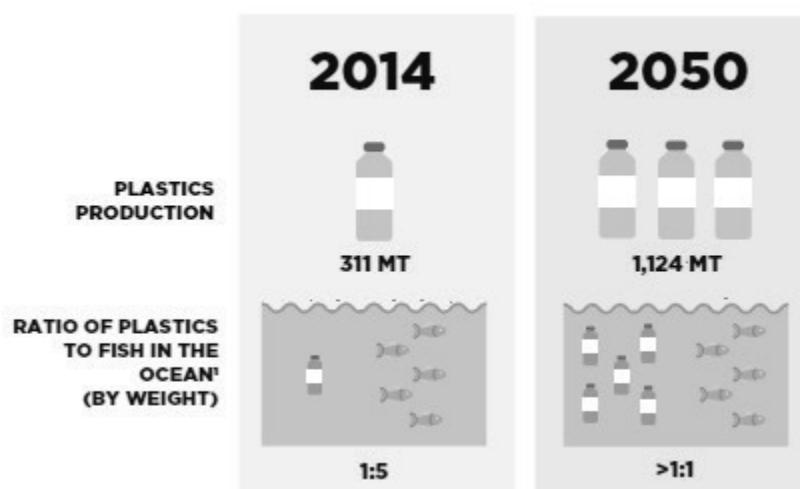 2014
2050
PLASTICS
PRODUCTION
311 MT
1,124 MT
RATIO OF PLASTICS
TO FISH IN THE
OCEAN¹
(BY WEIGHT)
1:5
>1:1